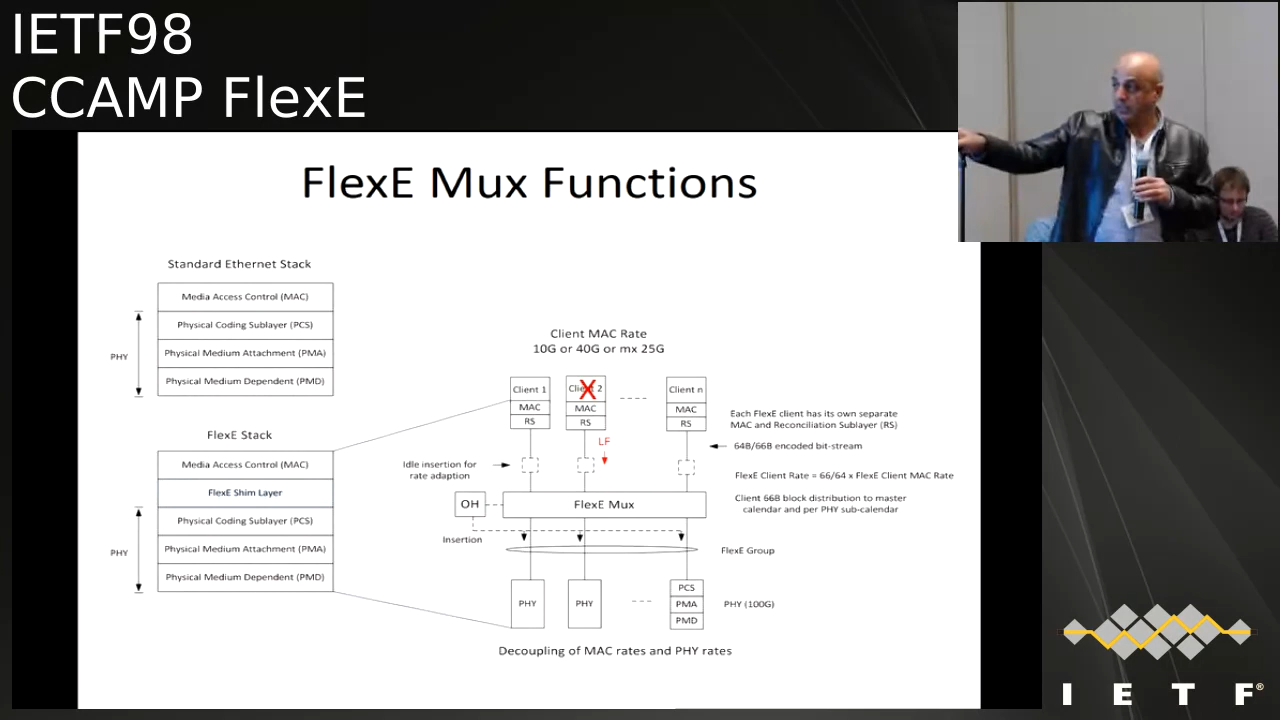 IETF98
CCAMP FlexE
FlexE Mux Functions
Standard Ethernet Stack
Media Access Control (MAC)
Physical Coding Sublayer (PCS)
Physical Medium Attachment (PMA)
Physical Medium Dependent (PMD)
PHY
FlexE Stack
Media Access Control (MAC)
FlexE Shim Layer
Physical Coding Sublayer (PCS)
Physical Medium Attachment (PMA)
Physical Medium Dependent (PMD)
PHY
Client MAC Rate
10G or 40G or mx 25G
Client 1
MAC
RS
Client 2
X
MAC
RS
LF
Client n
MAC
RS
Each FlexE client has its own separate
MAC and Reconciliation Sublayer (RS)
64B/66B encoded bit-stream
Idle insertion for
rate adaption
FlexE Client Rate = 66/64 x FlexE Client MAC Rate
OH
FlexE Mux
Client 66B block distribution to master
calendar and per PHY sub-calendar
Insertion
FlexE Group
PHY
PHY
PCS
PMA
PMD
PHY (100G)
Decoupling of MAC rates and PHY rates
I E T F®